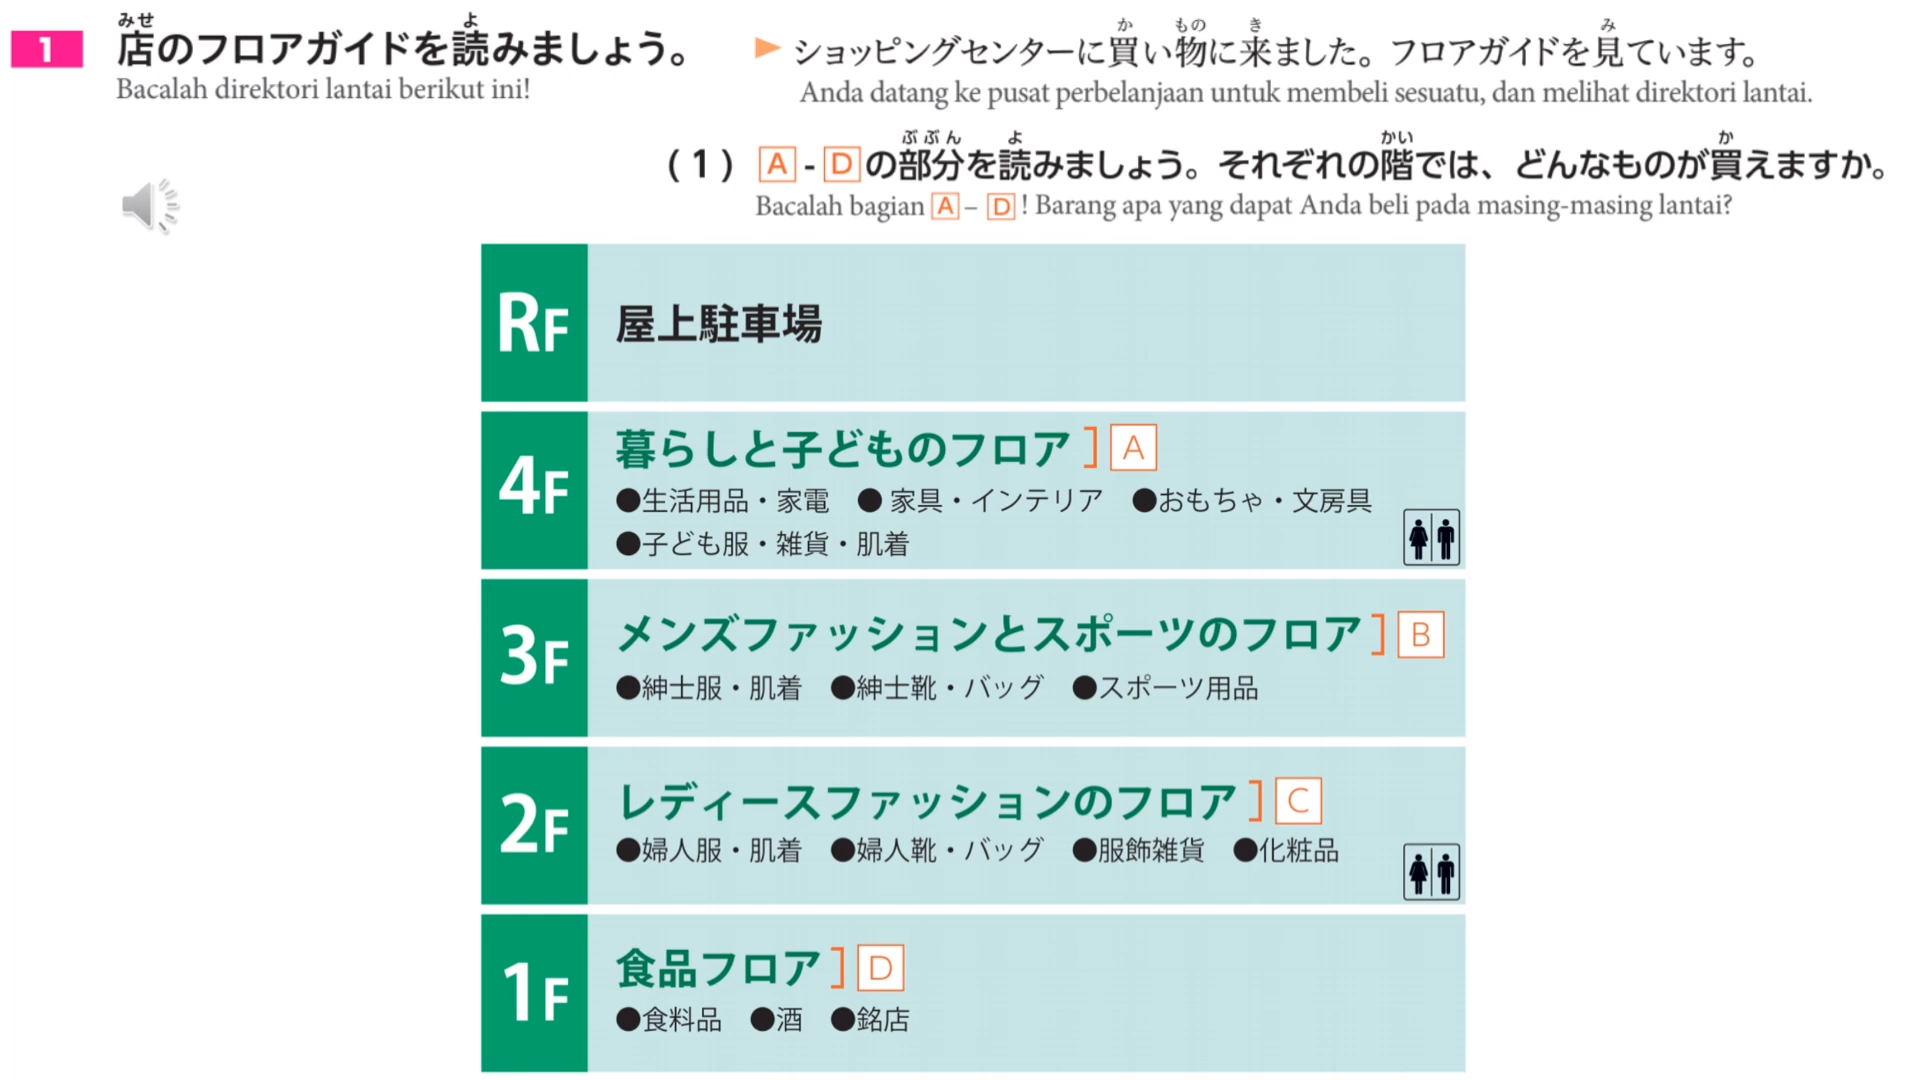 1 店のフロアガイドを読みましょう。
みせ よ
Bacalah direktori lantai berikut ini!
か もの き み
ショッピングセンターに買い物に来ました。フロアガイドを見ています。
Anda datang ke pusat perbelanjaan untuk membeli sesuatu, dan melihat direktori lantai.
ぶぶん よ かい か
(1) A - D の部分を読みましょう。それぞれの階では、どんなものが買えますか。
Bacalah bagian A – D ! Barang apa yang dapat Anda beli pada masing-masing lantai?
RF 屋上駐車場
4F 暮らしと子どものフロア ] A
●生活用品・家電 ●家具・インテリア ●おもちゃ・文房具
●子ども服・雑貨・肌着
3F メンズファッションとスポーツのフロア ] B
●紳士服・肌着 ●紳士靴・バッグ ●スポーツ用品
2F レディースファッションのフロア ] C
●婦人服・肌着 ●婦人靴・バッグ ●服飾雑貨 ●化粧品
1F 食品フロア ] D
●食料品 ●酒 ●銘店